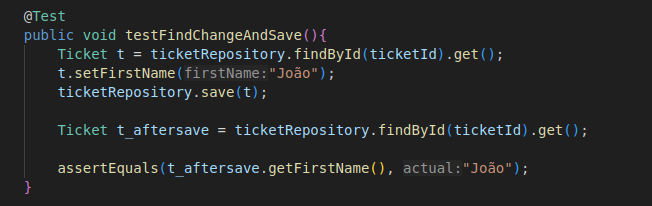 @Test
public void testFindChangeAndSave(){
Ticket t = ticketRepository.findById(ticketId).get();
t.setFirstName(firstName:"João");
ticketRepository.save(t);
Ticket t_aftersave = ticketRepository.findById(ticketId).get();
assertEquals(t_aftersave.getFirstName(), actual:"João");
}